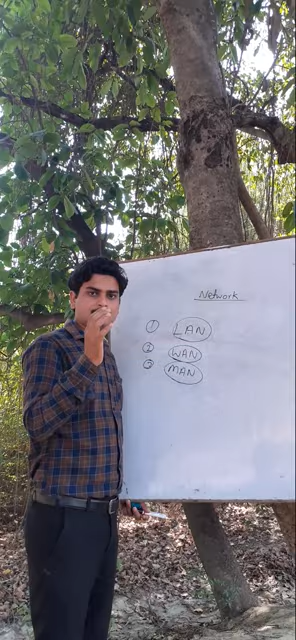 Network
① LAN
② WAN
③ MAN